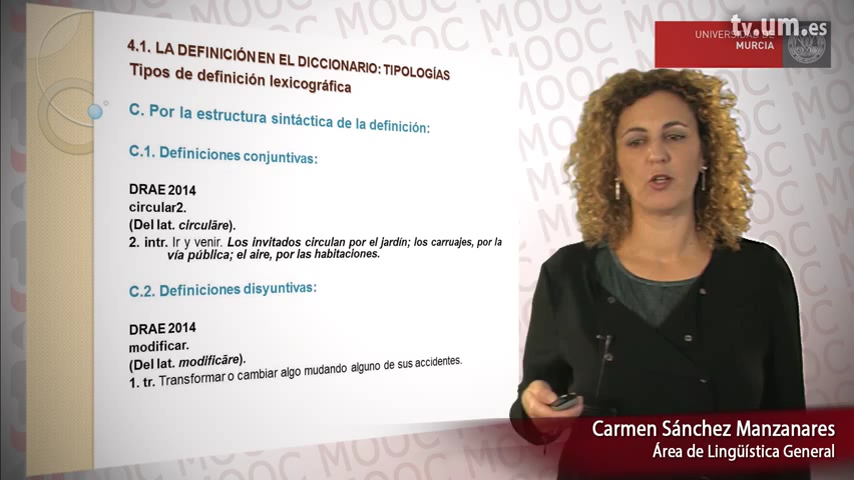 4.1. LA DEFINICIÓN EN EL DICCIONARIO: TIPOLOGÍAS
Tipos de definición lexicográfica
C. Por la estructura sintáctica de la definición:
C.1. Definiciones conjuntivas:
DRAE 2014
circular2.
(Del lat. circulāre).
2. intr. Ir y venir. Los invitados circulan por el jardín; los carruajes, por la
vía pública; el aire, por las habitaciones.
C.2. Definiciones disyuntivas:
DRAE 2014
modificar.
(Del lat. modificāre).
1. tr. Transformar o cambiar algo mudando alguno de sus accidentes.
tv.um.es
UNIVERSIDAD DE
MURCIA
MOOC
Carmen Sánchez Manzanares
Área de Lingüística General